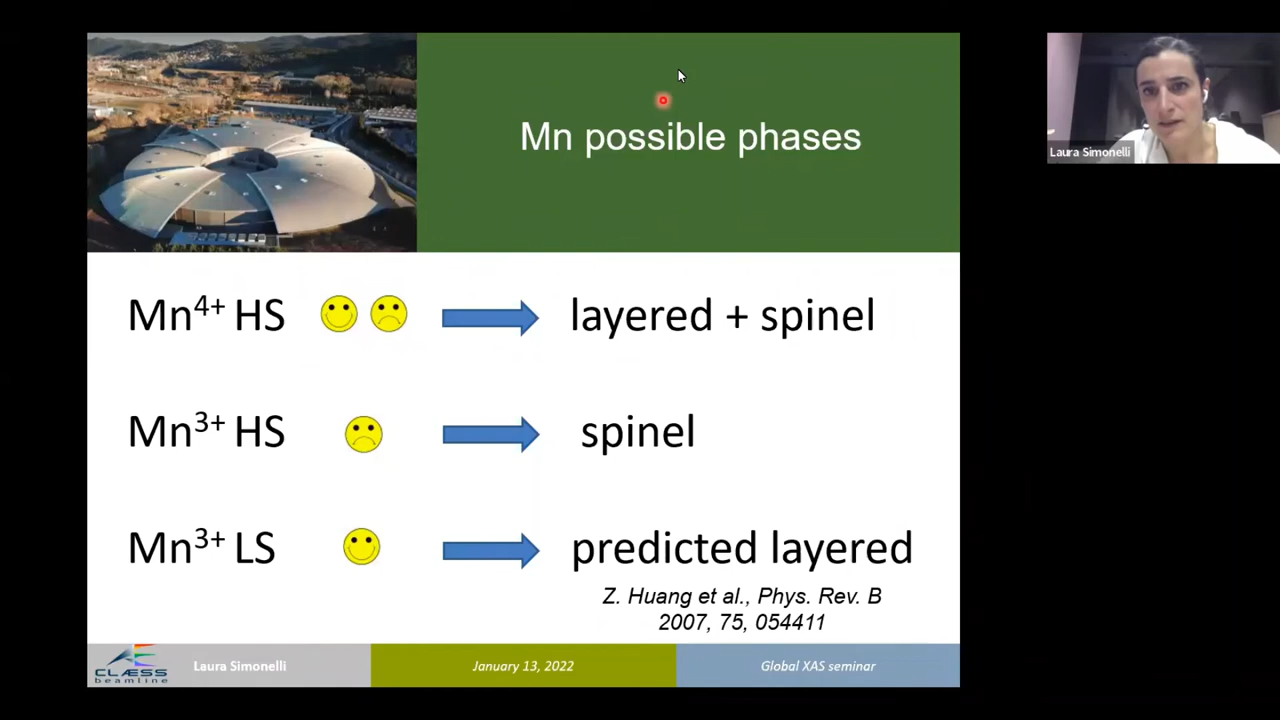 Mn possible phases
Laura Simonelli
Mn4+ HS layered + spinel
Mn3+ HS spinel
Mn3+ LS predicted layered
Z. Huang et al., Phys. Rev. B
2007, 75, 054411
CLÆSS
beamline
Laura Simonelli January 13, 2022 Global XAS seminar